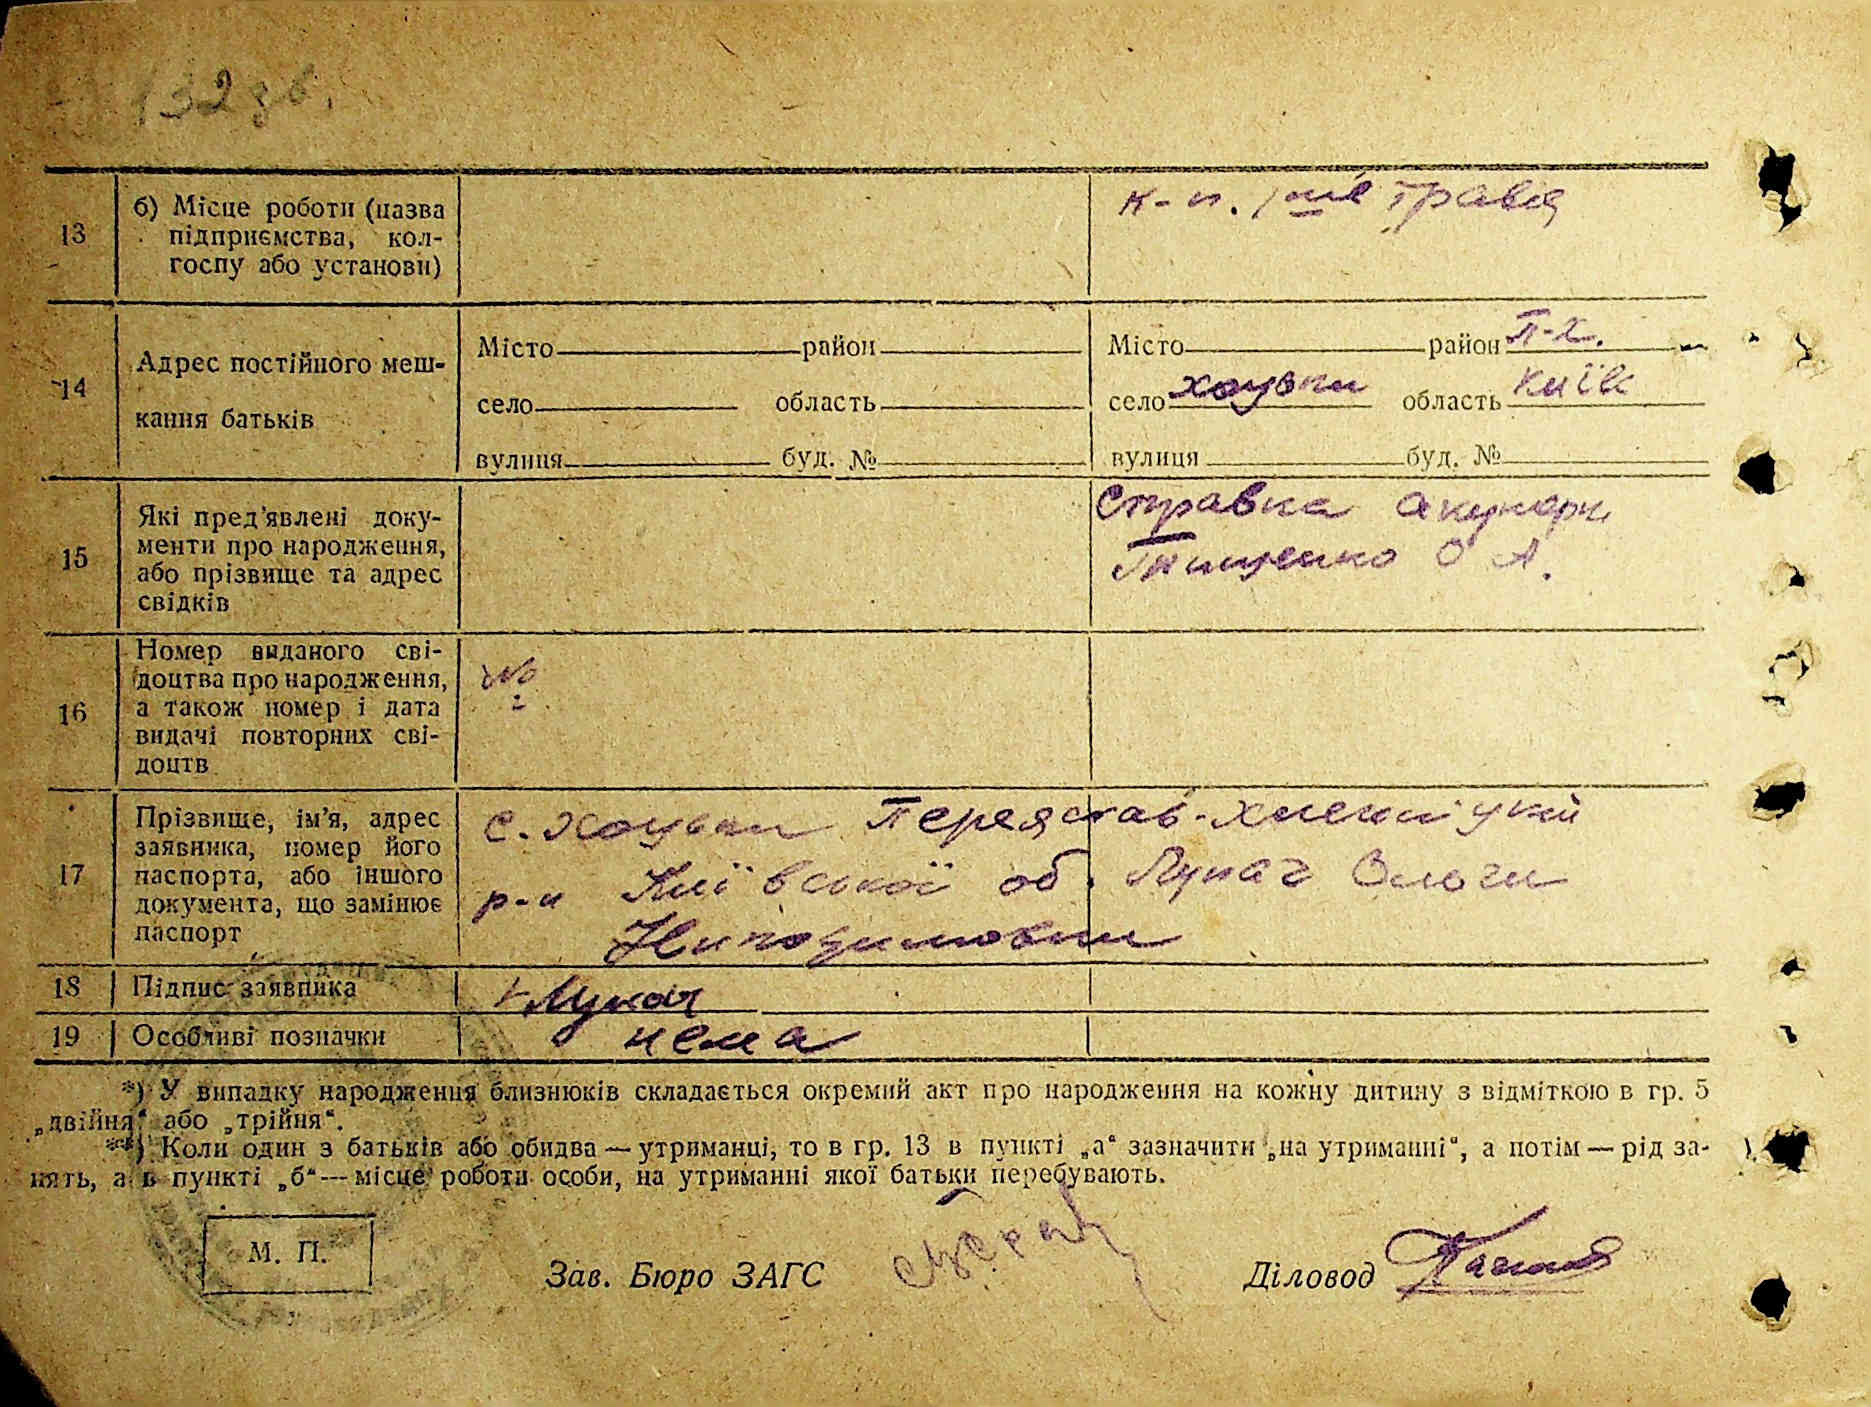 132 зв.
13
б) Місце роботи (назва
підприємства, кол-
госпу або установи)
к-п. 1ше Травня
14
Адрес постійного меш-
кання батьків
Місто район
село область
вулиця буд. №
Місто район П-Х.
село Хоцьки область Київ
вулиця буд. №
15
Які пред'явлені доку-
менти про народження,
або прізвище та адрес
свідків
Справка акушерки
Тищенко О А.
16
Номер виданого сві-
доцтва про народження,
а також номер і дата
видачі повторних сві-
доцтв
№
17
Прізвище, ім'я, адрес
заявника, номер його
паспорта, або іншого
документа, що замінює
паспорт
с. Хоцьки Переяслав-Хмельніцкій
р-н Київської об. Лукач Ольги
18
Підпис заявника
Лукач
19
Особливі позначки
нема
*) У випадку народження близнюків складається окремий акт про народження на кожну дитину з відміткою в гр. 5
„двійня“ або „трійня“.
**) Коли один з батьків або обидва — утриманці, то в гр. 13 в пункті „а“ зазначити „на утриманні“, а потім — рід за-
нять, а в пункті „б“ — місце роботи особи, на утриманні якої батьки перебувають.
М. П.
Зав. Бюро ЗАГС
Діловод